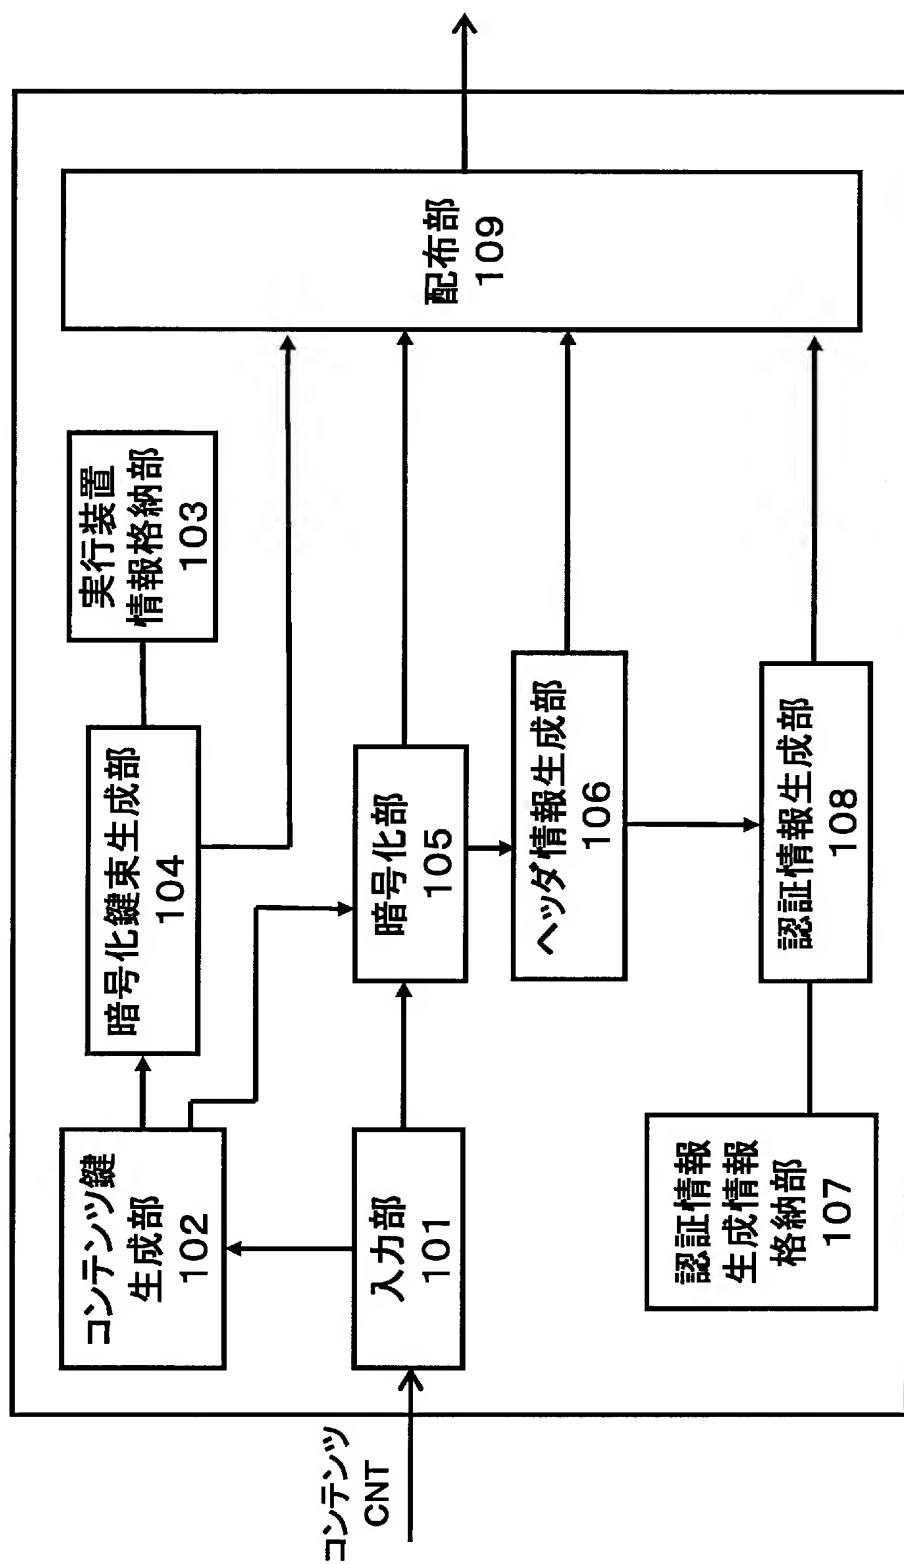 コンテンツ
CNT
コンテンツ鍵
生成部
102
入力部
101
暗号化鍵束生成部
104
実行装置
情報格納部
103
暗号化部
105
ヘッダ情報生成部
106
認証情報
生成情報
格納部
107
認証情報生成部
108
配布部
109